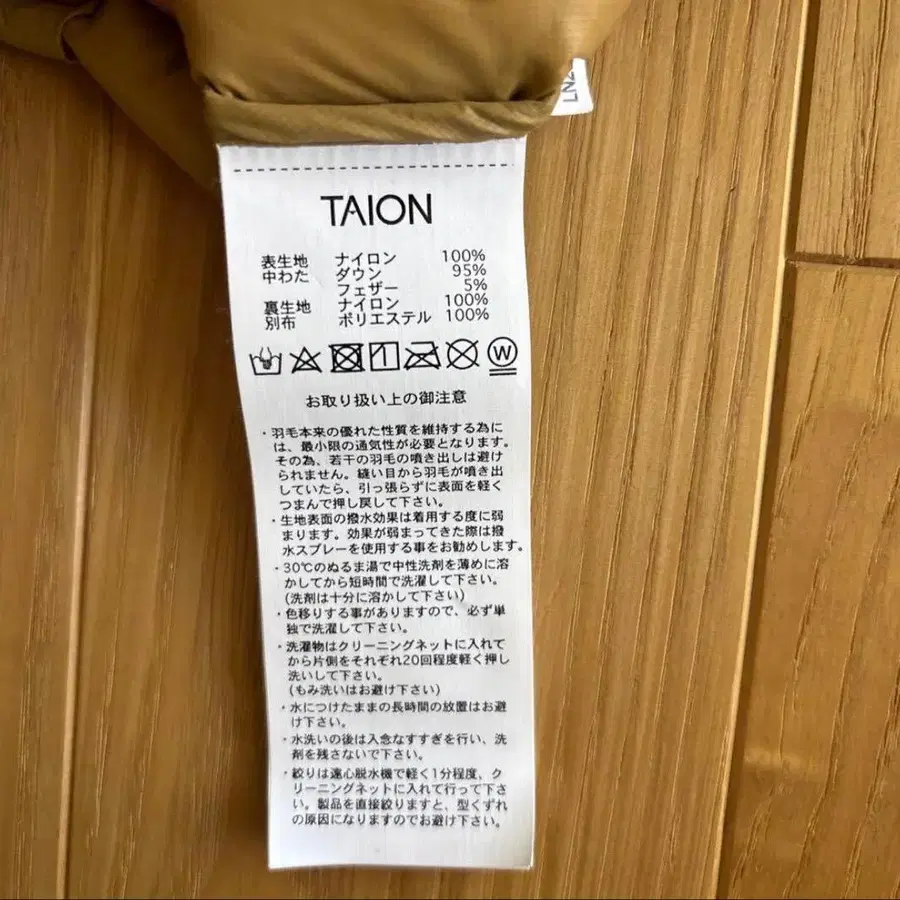 LN2
TAION
表生地 ナイロン 100%
中わた ダウン 95%
フェザー 5%
裏生地 ナイロン 100%
別布 ポリエステル 100%
W
お取り扱い上の御注意
・羽毛本来の優れた性質を維持する為に
は、最小限の通気性が必要となります。
その為、若干の羽毛の噴き出しは避け
られません。縫い目から羽毛が噴き出
していたら、引っ張らずに表面を軽く
つまんで押し戻して下さい。
・生地表面の撥水効果は着用する度に弱
まります。効果が弱まってきた際は撥
水スプレーを使用する事をお勧めします。
・30℃のぬるま湯で中性洗剤を薄めに溶
かしてから短時間で洗濯して下さい。
(洗剤は十分に溶かして下さい)
・色移りする事がありますので、必ず単
独で洗濯して下さい。
・洗濯物はクリーニングネットに入れて
から片側をそれぞれ20回程度軽く押し
洗いして下さい。
(もみ洗いはお避け下さい)
・水につけたままの長時間の放置はお避
け下さい。
・水洗いの後は入念なすすぎを行い、洗
剤を残さないで下さい。
・絞りは遠心脱水機で軽く1分程度、ク
リーニングネットに入れて行って下さ
い。製品を直接絞りますと、型くずれ
の原因になりますのでお避け下さい。